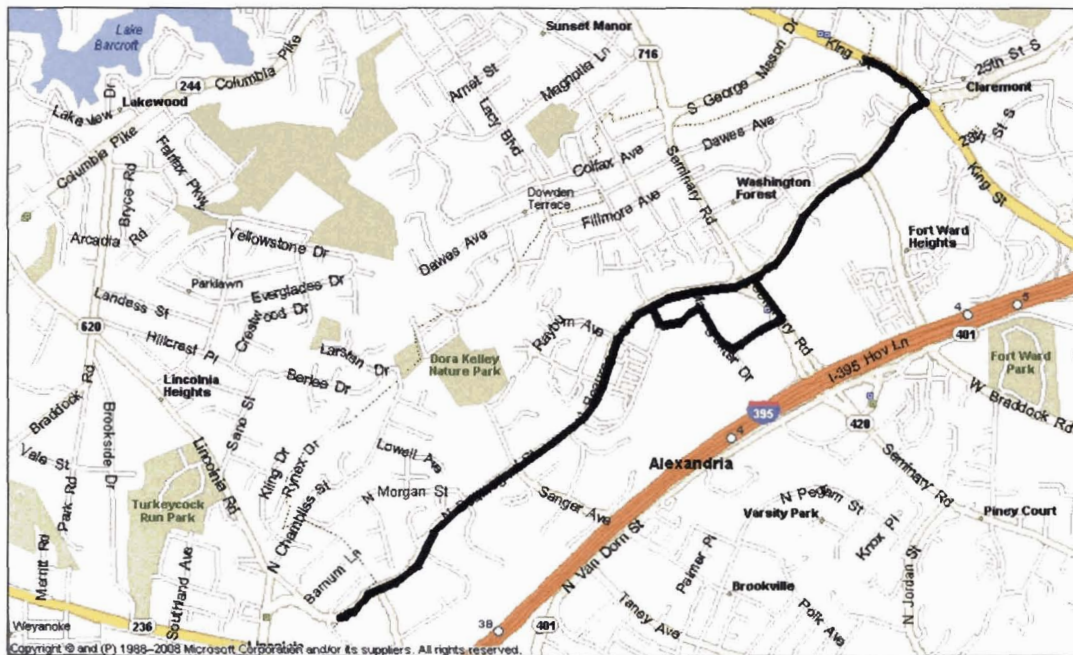 Sunset Manor
Lake
Barcroft
716
King
25th St S
Claremont
244
Columbia Pike
Lakewood
Lake view Dr
Columbia Pike
Fairfax Pkwy
Arnet St
Lacy Blvd
Magnolia Ln
S George Mason Dr
Dawes Ave
28th St S
King St
Colfax Ave
Seminary Rd
Washington
Forest
Dowden
Terrace
Fillmore Ave
Bryce Rd
Arcadia Rd
Yellowstone Dr
Dawes Ave
Fort Ward
Heights
Parklawn
Everglades Dr
Landess St
620
Hillcrest Pl
Larstan Dr
Berlee Dr
Dora Kelley
Nature Park
4
5
401
I-395 Hov Ln
Fort Ward
Park
Lincolnia
Heights
Braddock Rd
Brookside Dr
Sano St
395
W Braddock Rd
420
Lincolnia Rd
Kling Dr
Rynex Dr
Lowell Ave
Alexandria
Seminary Rd
Vale St
Park Rd
Turkeycock
Run Park
N Chambliss St
N Morgan St
Sanger Ave
N Van Dorn St
N Pegram St
Varsity Park
Knox Pl
Piney Court
Merritt Rd
Southland Ave
Barnum Ln
Palmer Pl
Brookville
N Jordan St
Weyanoke
236
3B
401
Taney Ave
Polk Ave
Copyright © and (P) 1988–2008 Microsoft Corporation and/or its suppliers. All rights reserved.